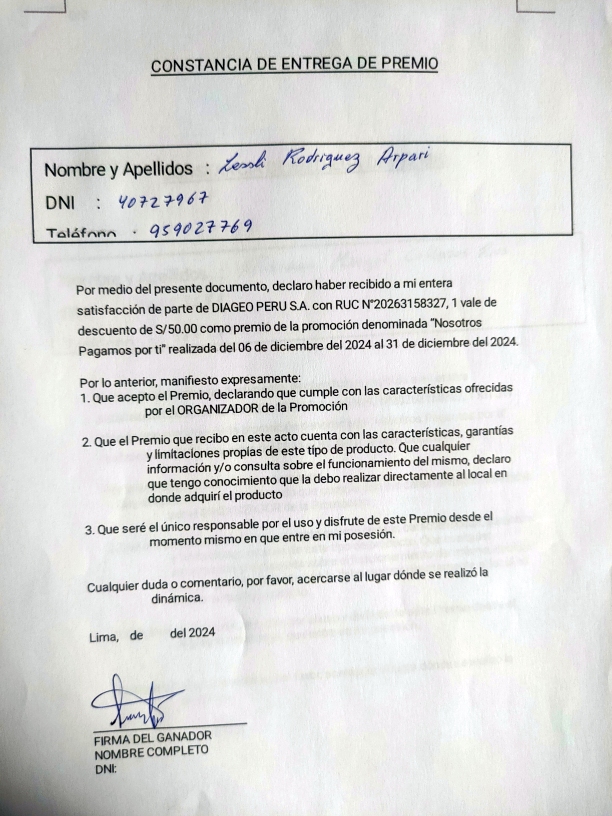 CONSTANCIA DE ENTREGA DE PREMIO
Nombre y Apellidos : Lessli Rodriguez Arpari
DNI : 40727967
Teléfono : 959027769
Por medio del presente documento, declaro haber recibido a mi entera
satisfacción de parte de DIAGEO PERU S.A. con RUC N°20263158327, 1 vale de
descuento de S/50.00 como premio de la promoción denominada "Nosotros
Pagamos por ti" realizada del 06 de diciembre del 2024 al 31 de diciembre del 2024.
Por lo anterior, manifiesto expresamente:
1. Que acepto el Premio, declarando que cumple con las características ofrecidas
por el ORGANIZADOR de la Promoción
2. Que el Premio que recibo en este acto cuenta con las características, garantías
y limitaciones propias de este tipo de producto. Que cualquier
información y/o consulta sobre el funcionamiento del mismo, declaro
que tengo conocimiento que la debo realizar directamente al local en
donde adquirí el producto
3. Que seré el único responsable por el uso y disfrute de este Premio desde el
momento mismo en que entre en mi posesión.
Cualquier duda o comentario, por favor, acercarse al lugar dónde se realizó la
dinámica.
Lima, de del 2024
FIRMA DEL GANADOR
NOMBRE COMPLETO
DNI: